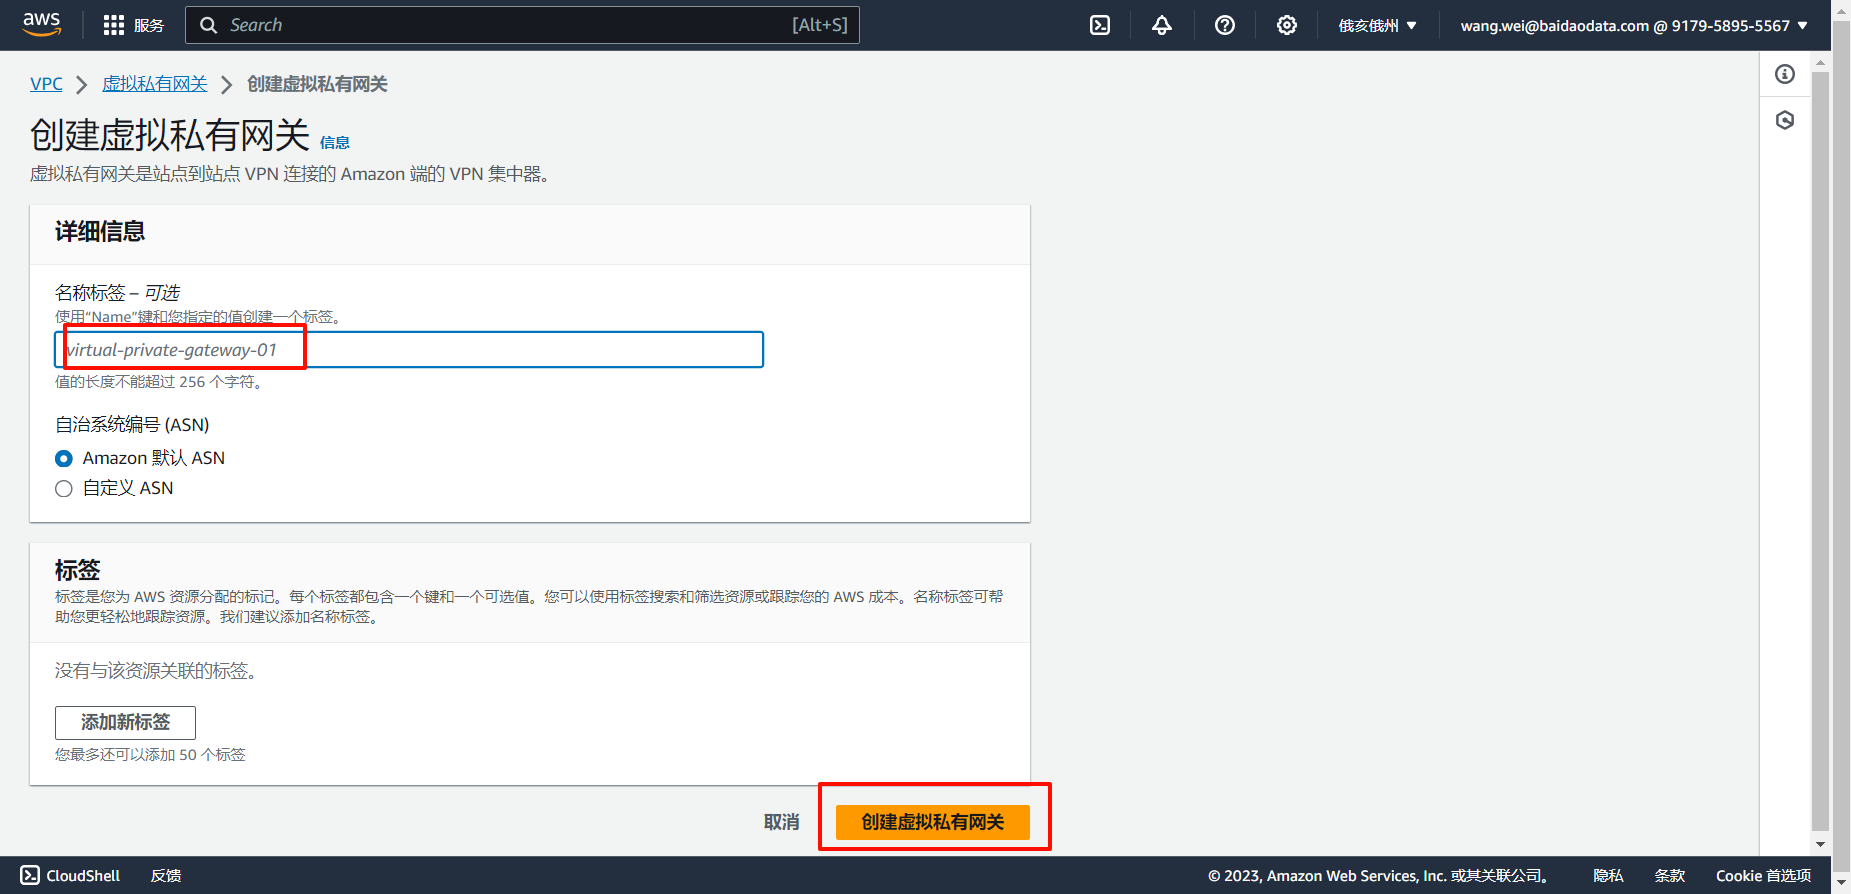 aws
服务
Search
[Alt+S]
俄亥俄州
wang.wei@baidaodata.com @ 9179-5895-5567
VPC
虚拟私有网关
创建虚拟私有网关
创建虚拟私有网关 信息
虚拟私有网关是站点到站点 VPN 连接的 Amazon 端的 VPN 集中器。
详细信息
名称标签 – 可选
使用“Name”键和您指定的值创建一个标签。
virtual-private-gateway-01
值的长度不能超过 256 个字符。
自治系统编号 (ASN)
Amazon 默认 ASN
自定义 ASN
标签
标签是您为 AWS 资源分配的标记。每个标签都包含一个键和一个可选值。您可以使用标签搜索和筛选资源或跟踪您的 AWS 成本。名称标签可帮
助您更轻松地跟踪资源。我们建议添加名称标签。
没有与该资源关联的标签。
添加新标签
您最多还可以添加 50 个标签
取消
创建虚拟私有网关
CloudShell
反馈
© 2023, Amazon Web Services, Inc. 或其关联公司。
隐私
条款
Cookie 首选项